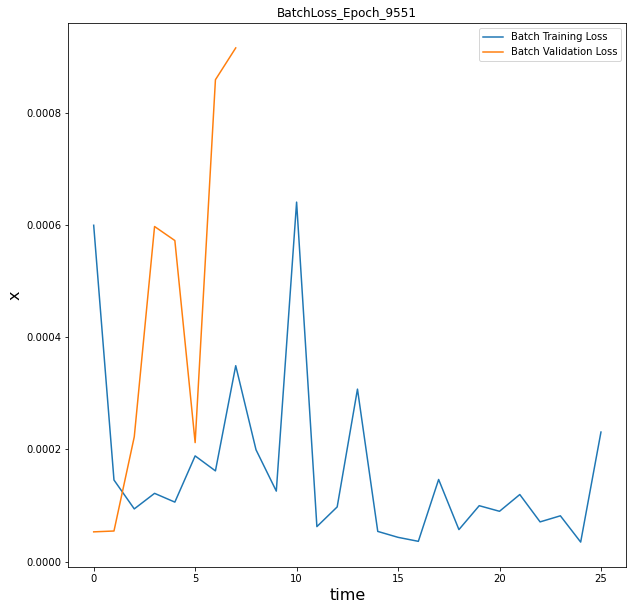 BatchLoss_Epoch_9551
Batch Training Loss
Batch Validation Loss
0.0008
0.0006
0.0004
0.0002
0.0000
x
0
5
10
15
20
25
time